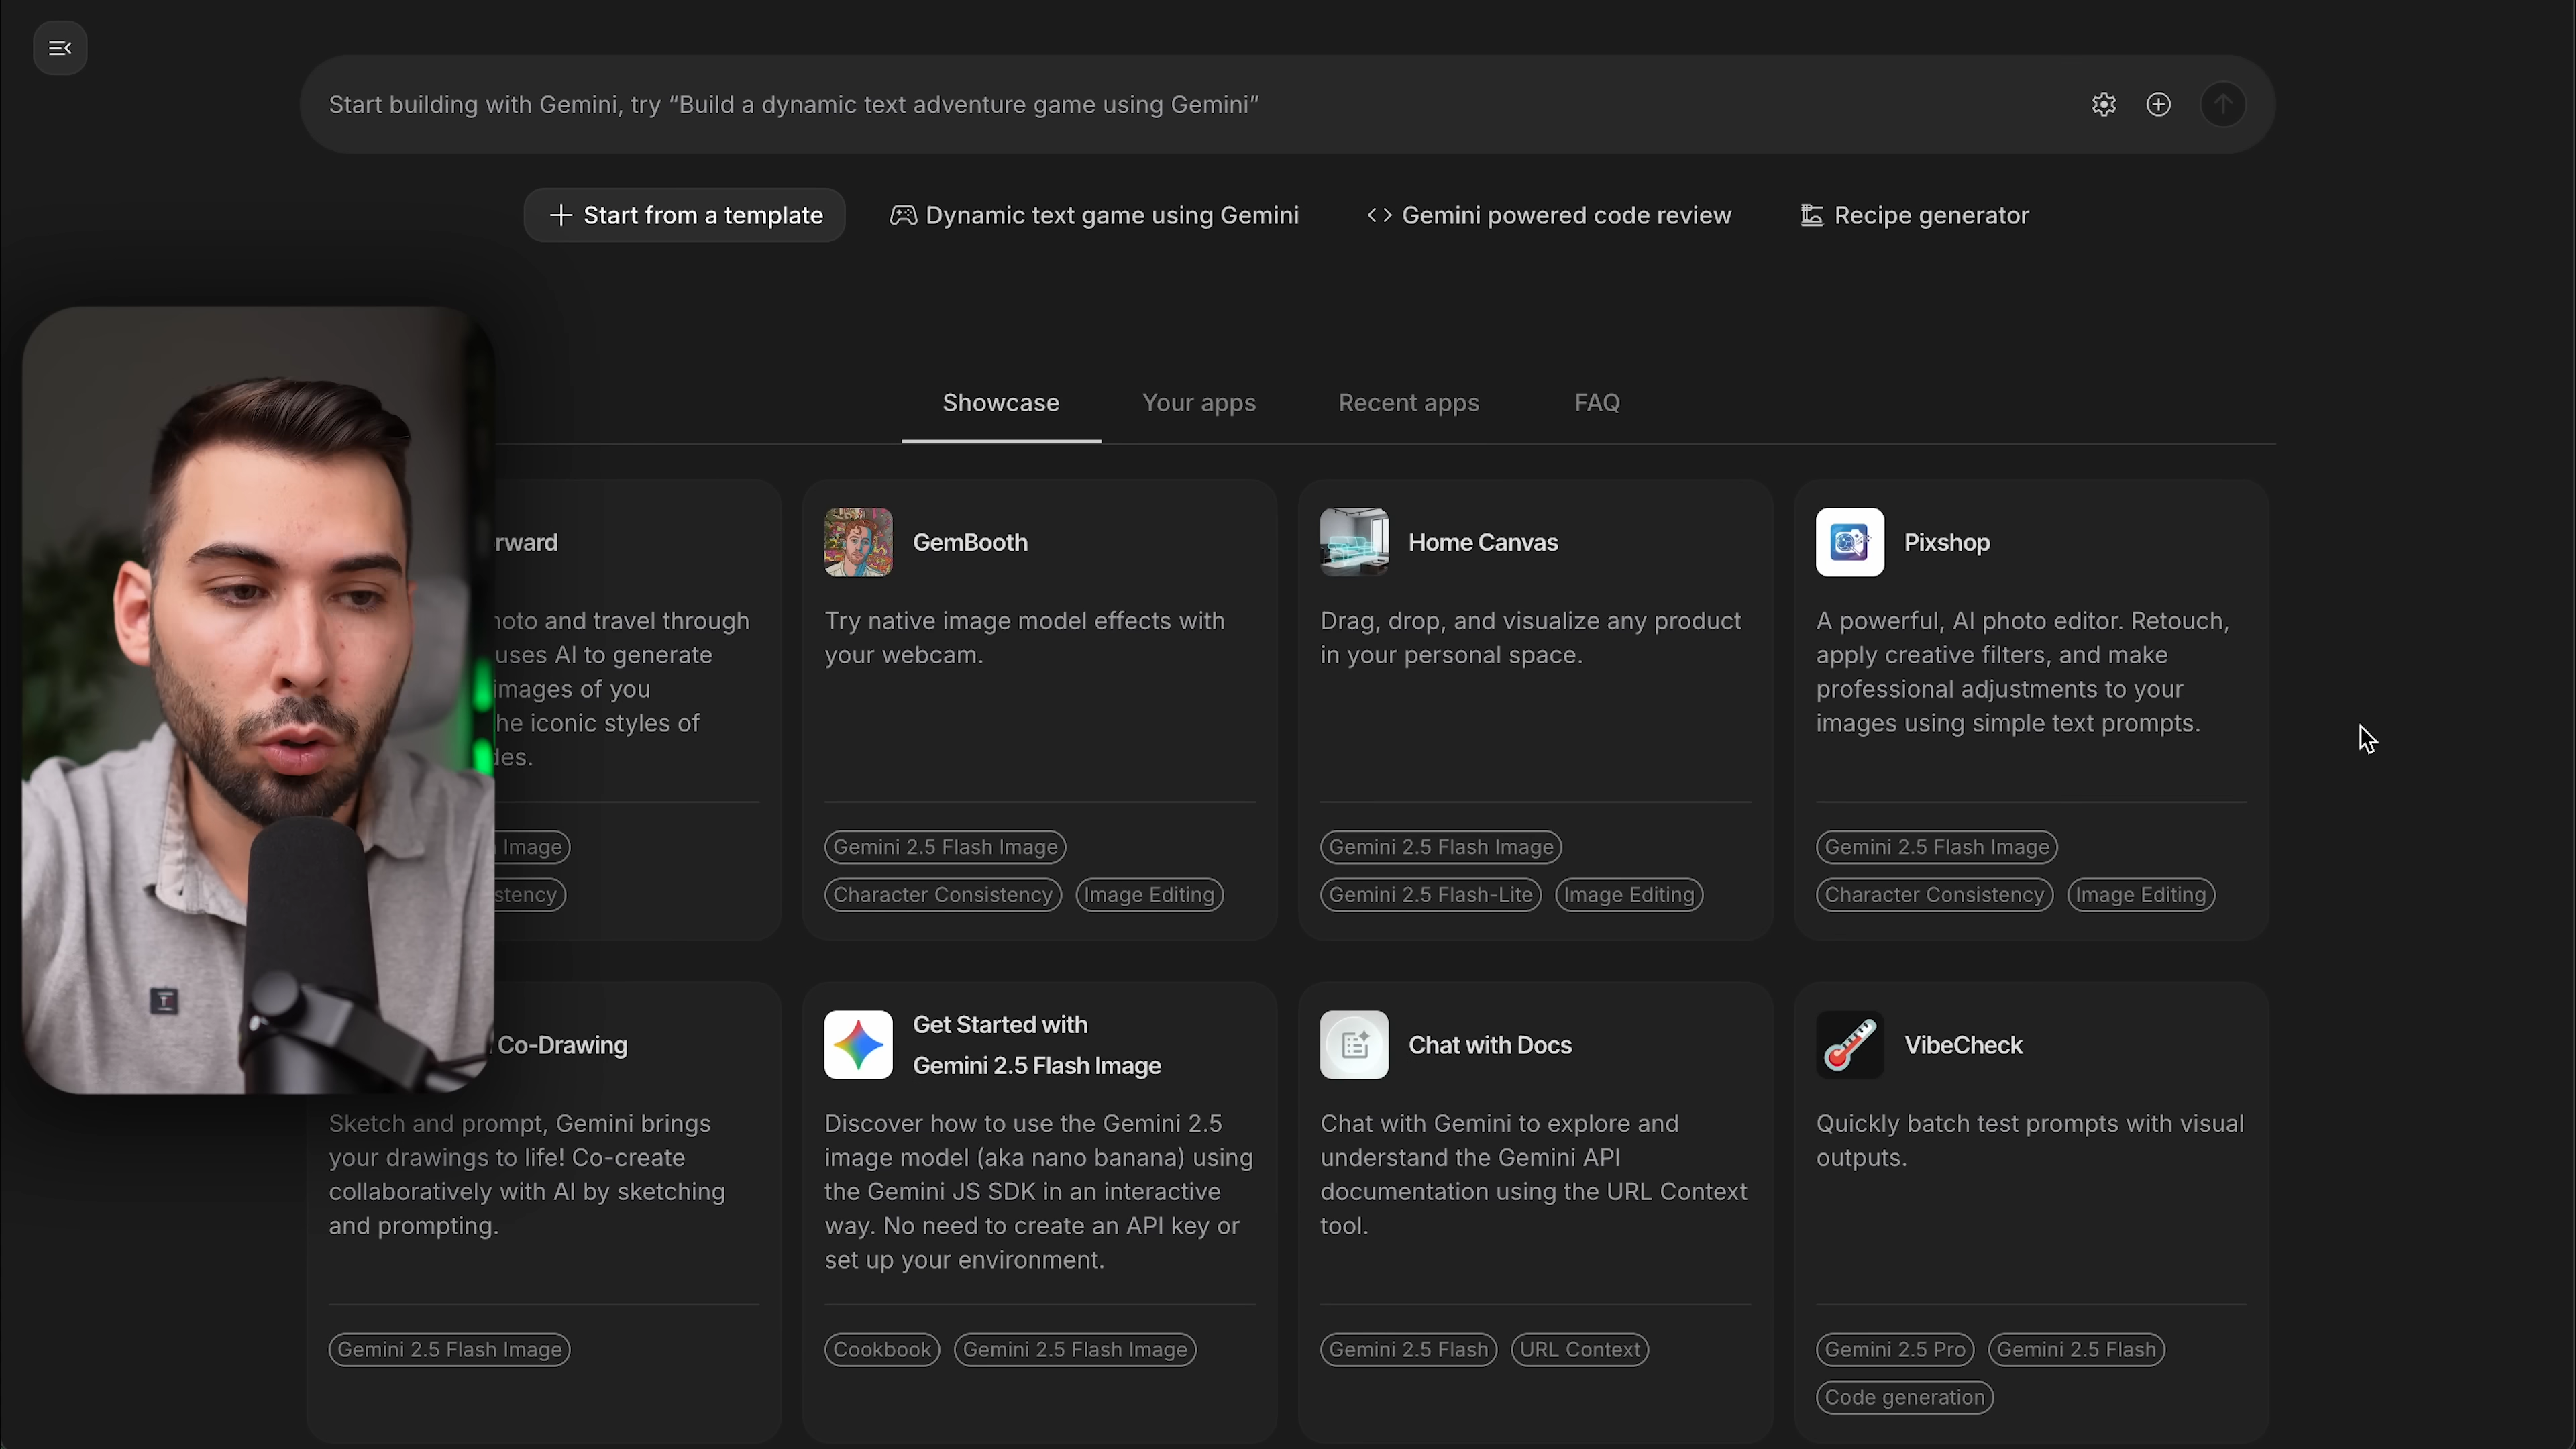 Start building with Gemini, try “Build a dynamic text adventure game using Gemini”
Start from a template
Dynamic text game using Gemini
Gemini powered code review
Recipe generator
Showcase
Your apps
Recent apps
FAQ
and travel through
uses AI to generate
images of you
iconic styles of
Image
GemBooth
Try native image model effects with
your webcam.
Gemini 2.5 Flash Image
Character Consistency
Image Editing
Home Canvas
Drag, drop, and visualize any product
in your personal space.
Gemini 2.5 Flash Image
Gemini 2.5 Flash-Lite
Image Editing
Pixshop
A powerful, AI photo editor. Retouch,
apply creative filters, and make
professional adjustments to your
images using simple text prompts.
Gemini 2.5 Flash Image
Character Consistency
Image Editing
Co-Drawing
Sketch and prompt, Gemini brings
your drawings to life! Co-create
collaboratively with AI by sketching
and prompting.
Gemini 2.5 Flash Image
Get Started with
Gemini 2.5 Flash Image
Discover how to use the Gemini 2.5
image model (aka nano banana) using
the Gemini JS SDK in an interactive
way. No need to create an API key or
set up your environment.
Cookbook
Gemini 2.5 Flash Image
Chat with Docs
Chat with Gemini to explore and
understand the Gemini API
documentation using the URL Context
tool.
Gemini 2.5 Flash
URL Context
VibeCheck
Quickly batch test prompts with visual
outputs.
Gemini 2.5 Pro
Gemini 2.5 Flash
Code generation